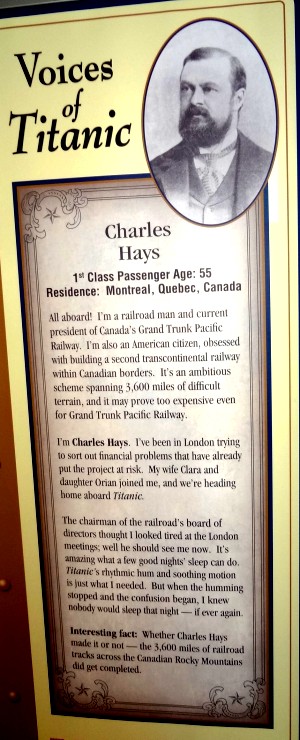 Voices
of
Titanic
Charles
Hays
1st Class Passenger Age: 55
Residence: Montreal, Quebec, Canada
All aboard! I'm a railroad man and current
president of Canada's Grand Trunk Pacific
Railway. I'm also an American citizen, obsessed
with building a second transcontinental railway
within Canadian borders. It's an ambitious
scheme spanning 3,600 miles of difficult
terrain, and it may prove too expensive even
for Grand Trunk Pacific Railway.
I'm Charles Hays. I've been in London trying
to sort out financial problems that have already
put the project at risk. My wife Clara and
daughter Orian joined me, and we're heading
home aboard Titanic.
The chairman of the railroad's board of
directors thought I looked tired at the London
meetings; well he should see me now. It's
amazing what a few good nights' sleep can do.
Titanic's rhythmic hum and soothing motion
is just what I needed. But when the humming
stopped and the confusion began, I knew
nobody would sleep that night — if ever again.
Interesting fact: Whether Charles Hays
made it or not — the 3,600 miles of railroad
tracks across the Canadian Rocky Mountains
did get completed.